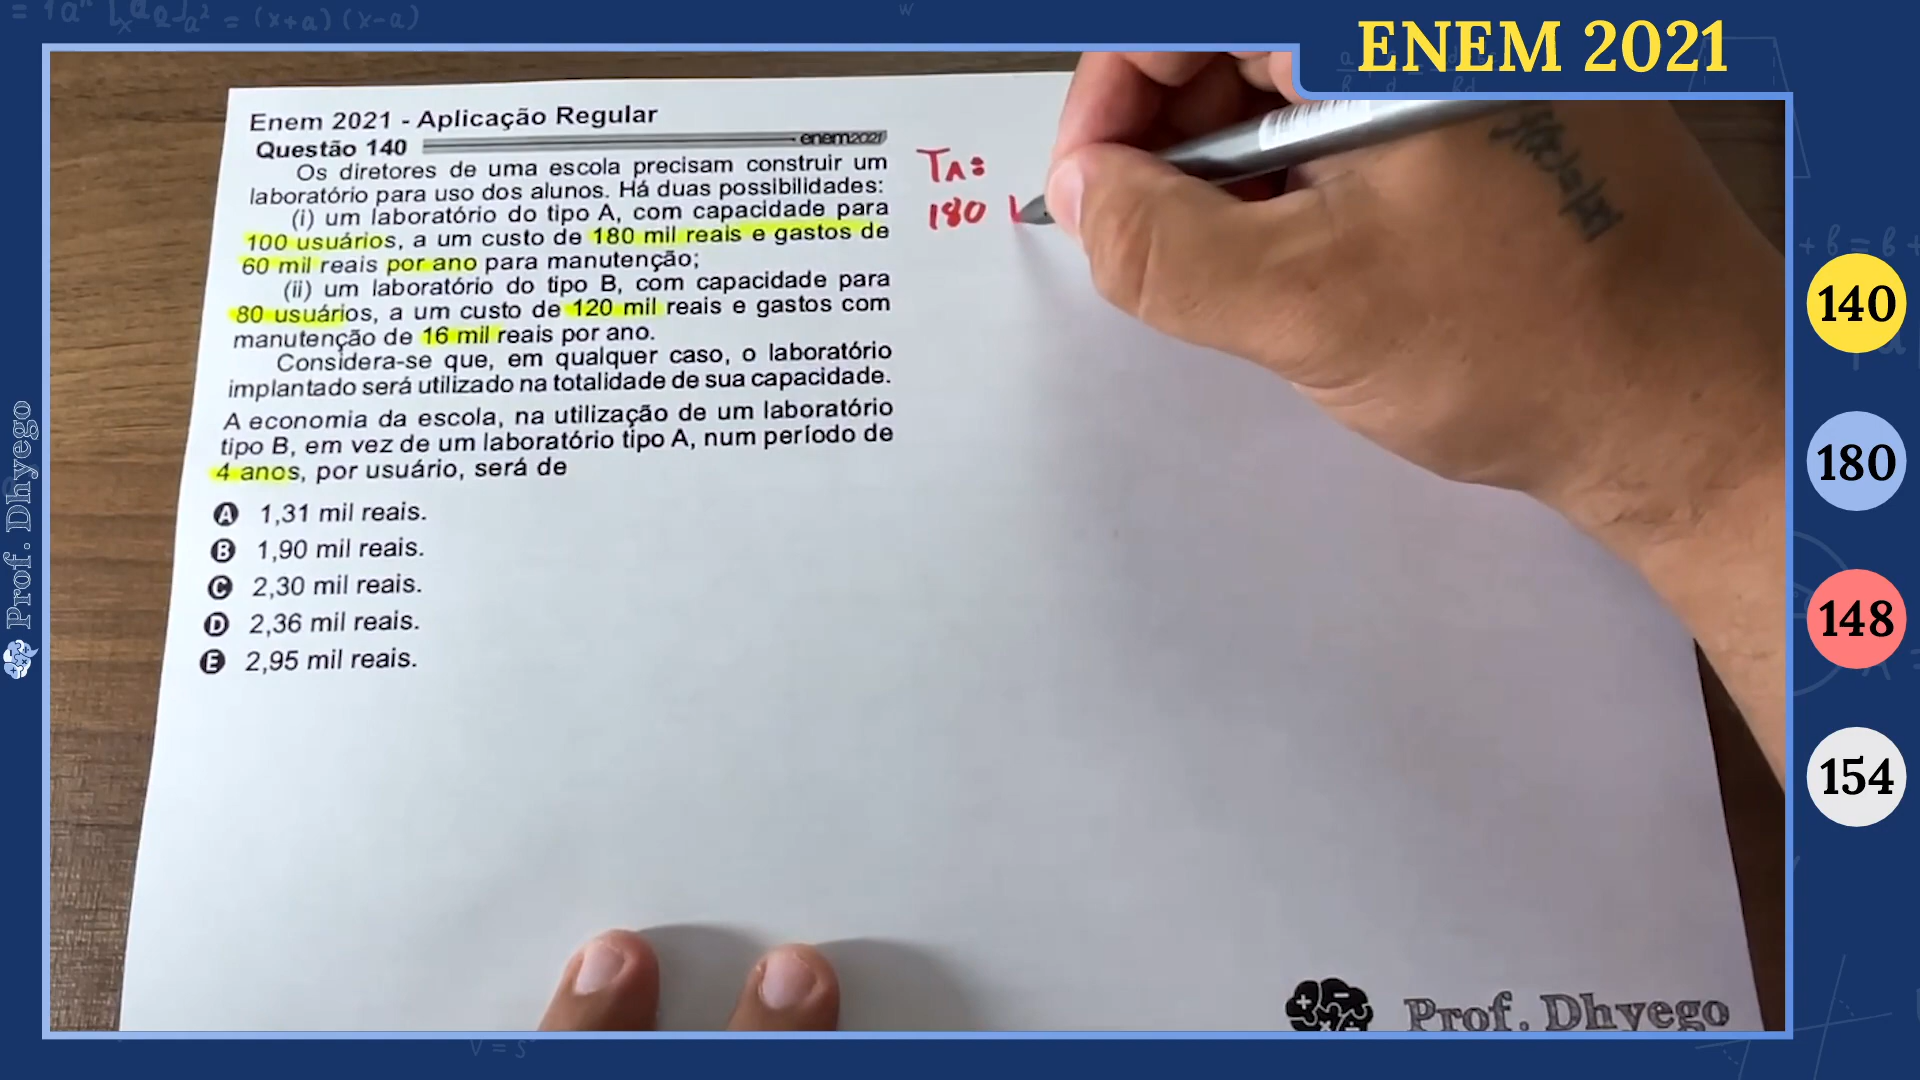 ENEM 2021
Enem 2021 - Aplicação Regular
Questão 140
enem2021
Os diretores de uma escola precisam construir um
laboratório para uso dos alunos. Há duas possibilidades:
(i) um laboratório do tipo A, com capacidade para
100 usuários, a um custo de 180 mil reais e gastos de
60 mil reais por ano para manutenção;
(ii) um laboratório do tipo B, com capacidade para
80 usuários, a um custo de 120 mil reais e gastos com
manutenção de 16 mil reais por ano.
Considera-se que, em qualquer caso, o laboratório
implantado será utilizado na totalidade de sua capacidade.
A economia da escola, na utilização de um laboratório
tipo B, em vez de um laboratório tipo A, num período de
4 anos, por usuário, será de
A 1,31 mil reais.
B 1,90 mil reais.
C 2,30 mil reais.
D 2,36 mil reais.
E 2,95 mil reais.
TA:
180
140
180
148
154
Prof. Dhyego
Prof. Dhyego